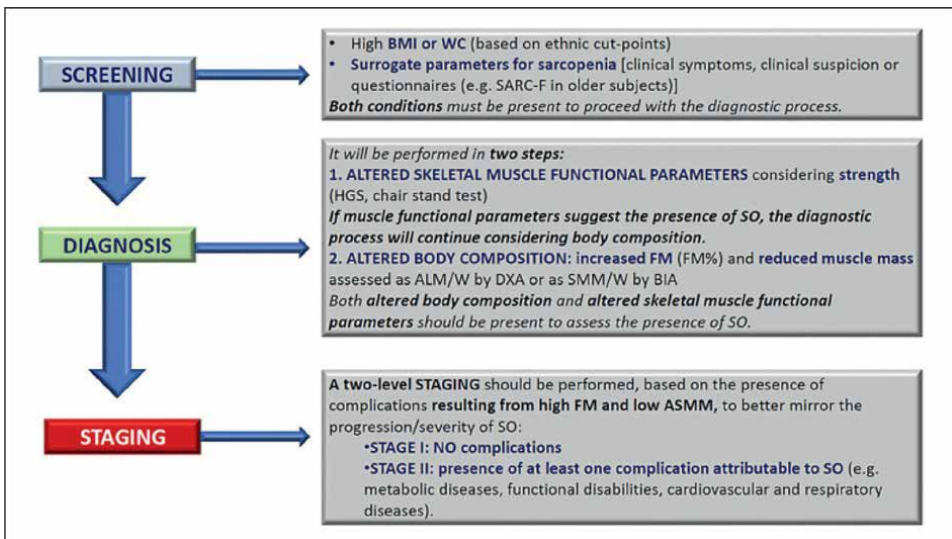 SCREENING
• High BMI or WC (based on ethnic cut-points)
• Surrogate parameters for sarcopenia [clinical symptoms, clinical suspicion or
questionnaires (e.g. SARC-F in older subjects)]
Both conditions must be present to proceed with the diagnostic process.
DIAGNOSIS
It will be performed in two steps:
1. ALTERED SKELETAL MUSCLE FUNCTIONAL PARAMETERS considering strength
(HGS, chair stand test)
If muscle functional parameters suggest the presence of SO, the diagnostic
process will continue considering body composition.
2. ALTERED BODY COMPOSITION: increased FM (FM%) and reduced muscle mass
assessed as ALM/W by DXA or as SMM/W by BIA
Both altered body composition and altered skeletal muscle functional
parameters should be present to assess the presence of SO.
STAGING
A two-level STAGING should be performed, based on the presence of
complications resulting from high FM and low ASMM, to better mirror the
progression/severity of SO:
•STAGE I: NO complications
•STAGE II: presence of at least one complication attributable to SO (e.g.
metabolic diseases, functional disabilities, cardiovascular and respiratory
diseases).